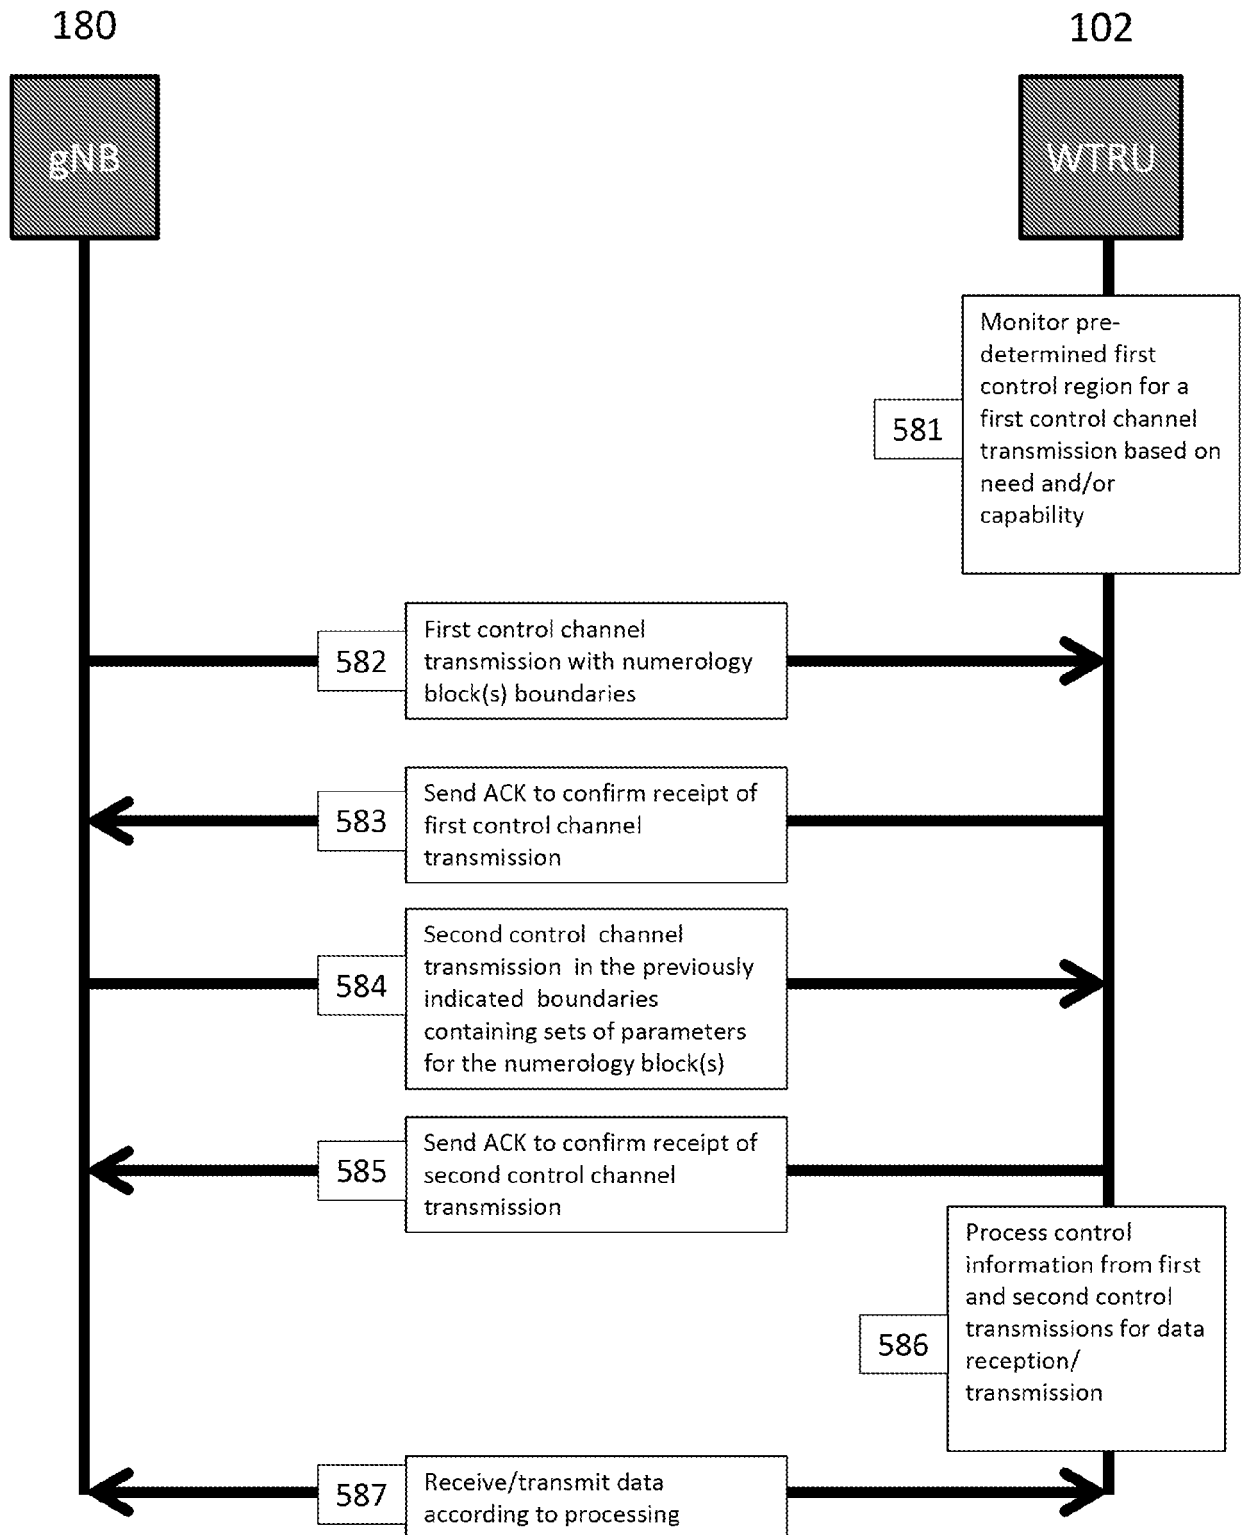 180
102
gNB
WTRU
Monitor pre-
determined first
control region for a
first control channel
transmission based on
need and/or
capability
581
First control channel
transmission with numerology
block(s) boundaries
582
Send ACK to confirm receipt of
first control channel
transmission
583
Second control channel
transmission in the previously
indicated boundaries
containing sets of parameters
for the numerology block(s)
584
Send ACK to confirm receipt of
second control channel
transmission
585
Process control
information from first
and second control
transmissions for data
reception/
transmission
586
Receive/transmit data
according to processing
587